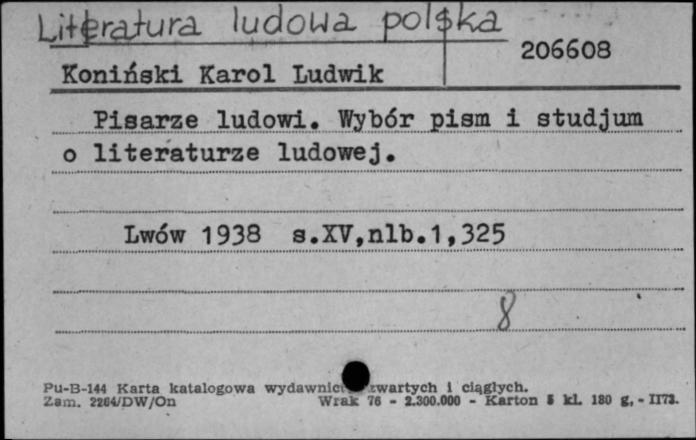 Literatura ludowa polska
206608
Koniński Karol Ludwik
Pisarze ludowi. Wybór pism i studjum
o literaturze ludowej.
Lwów 1938 s.XV,nlb.1,325
8
Pu-B-144 Karta katalogowa wydawnict zwartych i ciągłych.
Zam. 2264/DW/On Wrak 76 - 2.300.000 - Karton 5 kl. 180 g, - II73.